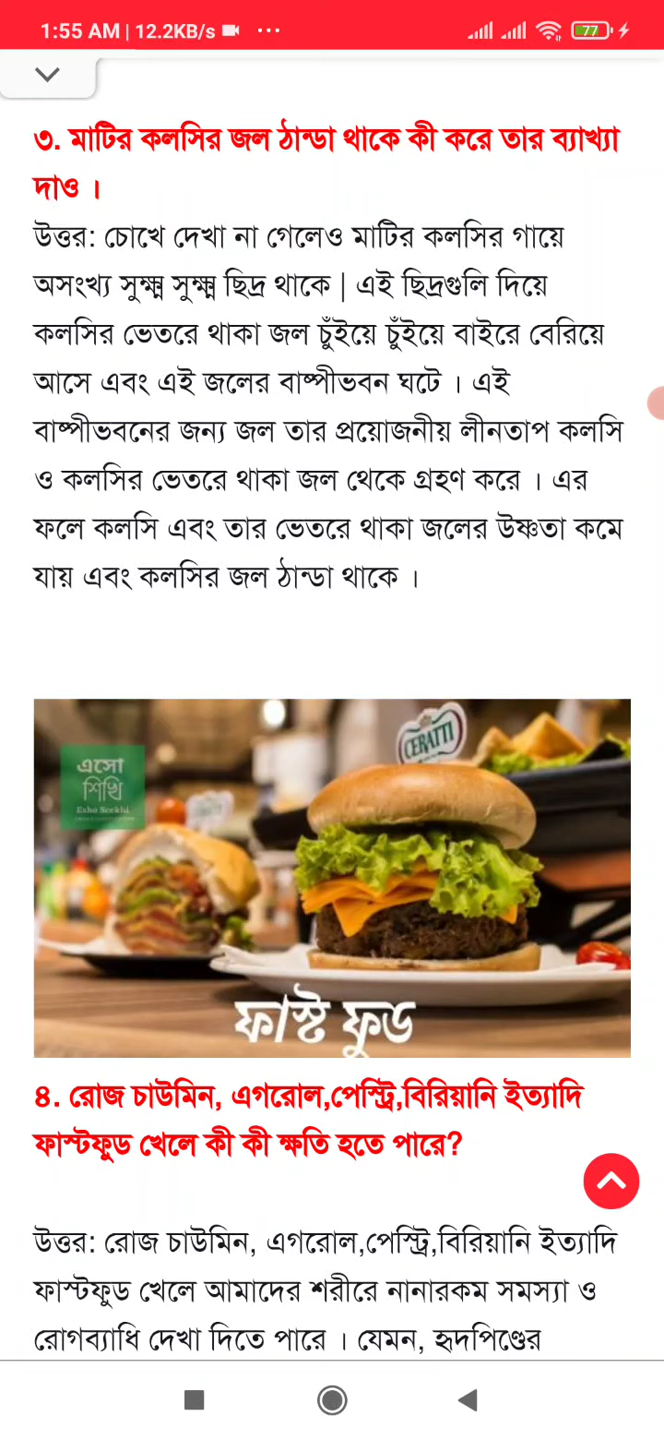 1:55 AM | 12.2KB/s ...
77
৩. মাটির কলসির জল ঠান্ডা থাকে কী করে তার ব্যাখ্যা
দাও ।
উত্তর: চোখে দেখা না গেলেও মাটির কলসির গায়ে
অসংখ্য সুক্ষ্ম সুক্ষ্ম ছিদ্র থাকে | এই ছিদ্রগুলি দিয়ে
কলসির ভেতরে থাকা জল চুঁইয়ে চুঁইয়ে বাইরে বেরিয়ে
আসে এবং এই জলের বাষ্পীভবন ঘটে । এই
বাষ্পীভবনের জন্য জল তার প্রয়োজনীয় লীনতাপ কলসি
ও কলসির ভেতরে থাকা জল থেকে গ্রহণ করে । এর
ফলে কলসি এবং তার ভেতরে থাকা জলের উষ্ণতা কমে
যায় এবং কলসির জল ঠান্ডা থাকে ।
CERATTI
এসো
শিখি
Esho Seekhi
ফাস্ট ফুড
৪. রোজ চাউমিন, এগরোল,পেস্ট্রি,বিরিয়ানি ইত্যাদি
ফাস্টফুড খেলে কী কী ক্ষতি হতে পারে?
উত্তর: রোজ চাউমিন, এগরোল,পেস্ট্রি,বিরিয়ানি ইত্যাদি
ফাস্টফুড খেলে আমাদের শরীরে নানারকম সমস্যা ও
রোগব্যাধি দেখা দিতে পারে । যেমন, হৃদপিণ্ডের